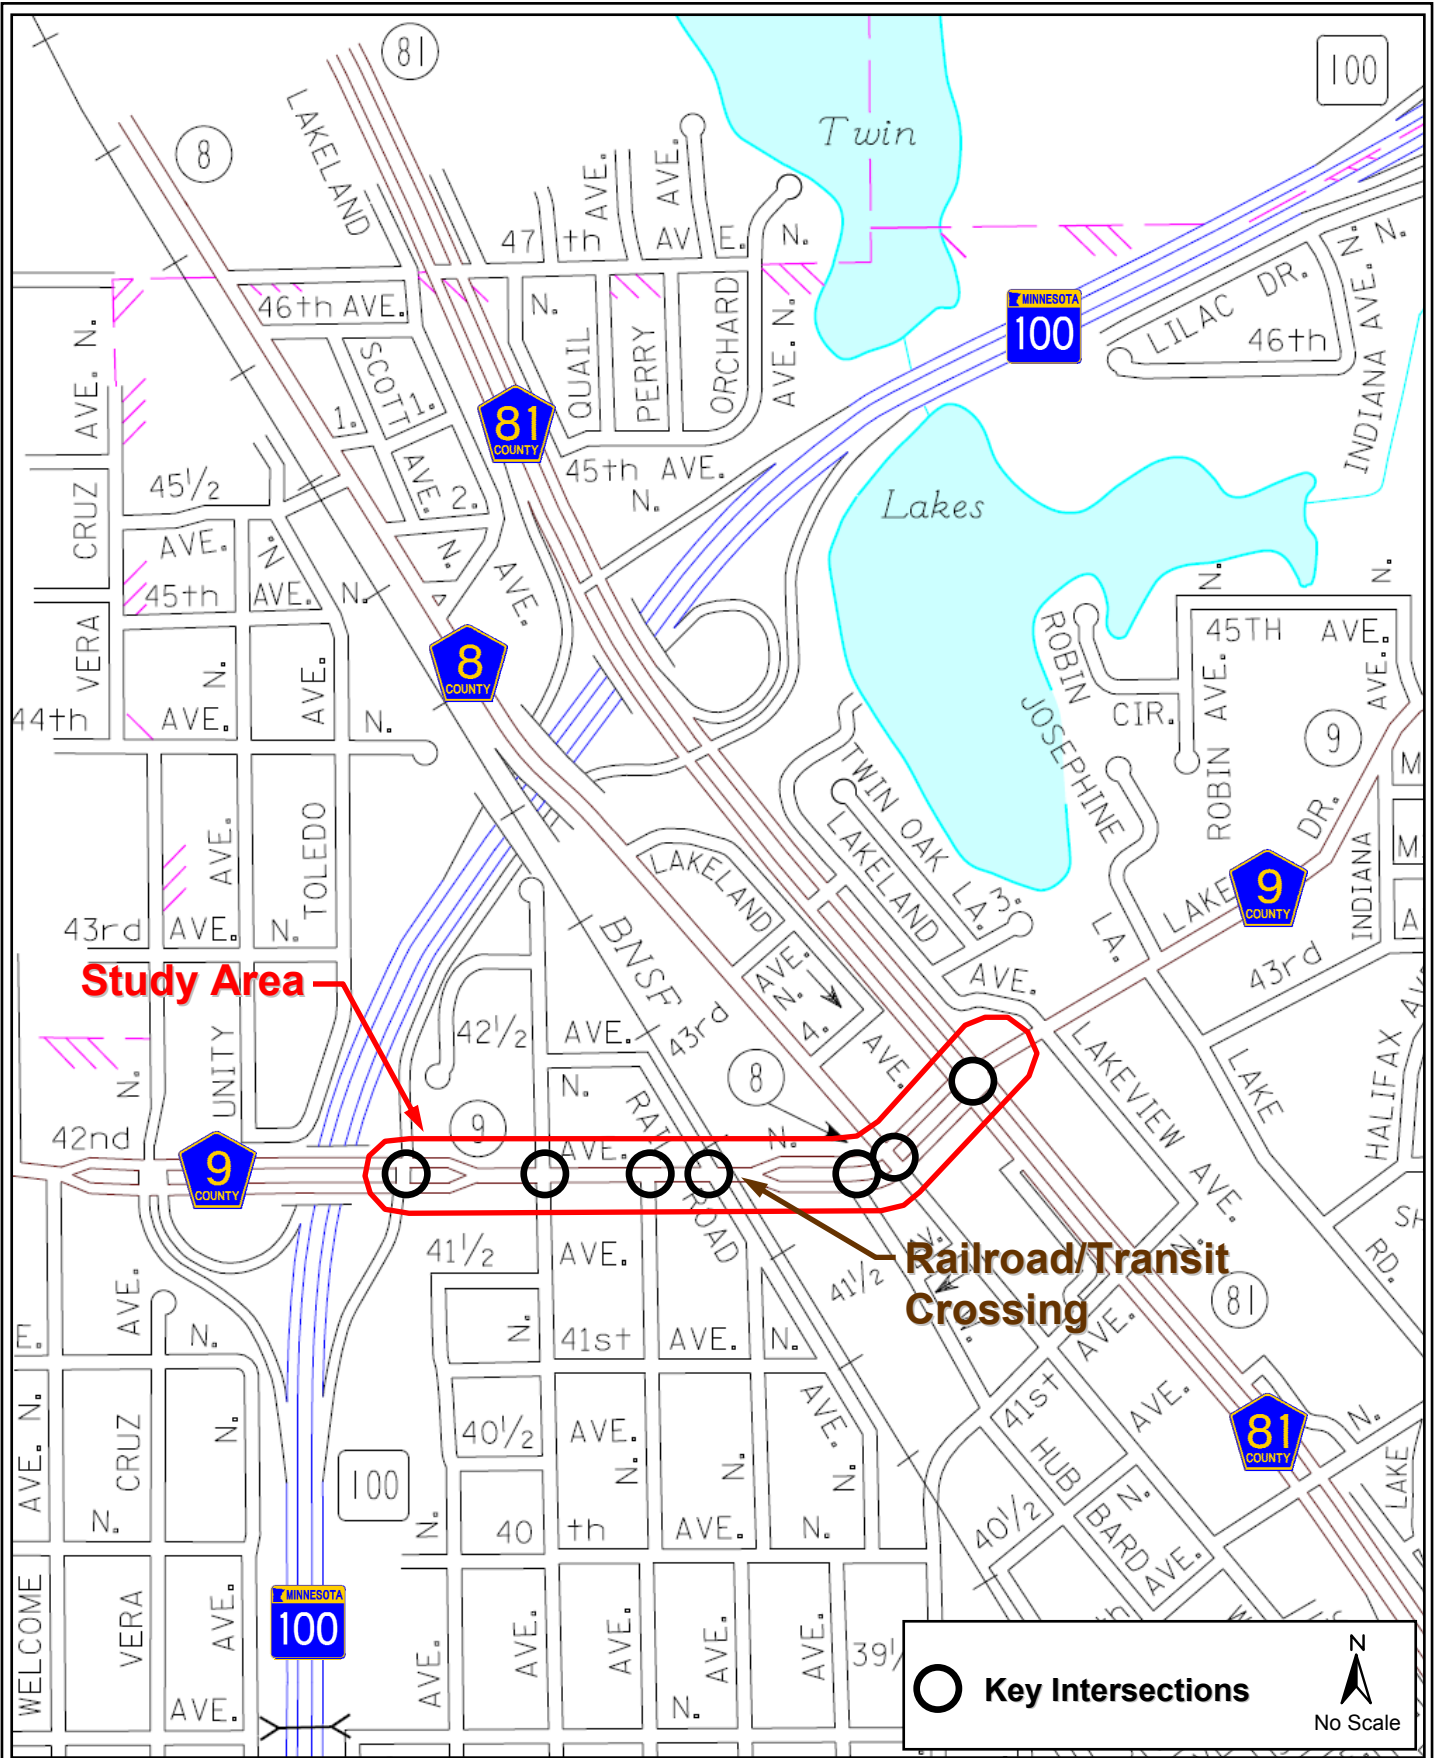 81
100
8
LAKELAND
Twin
AVE.
AVE.
47th AVE. N.
46th AVE.
N.
QUAIL
PERRY
ORCHARD
AVE. N.
MINNESOTA
100
LILAC DR.
46th
INDIANA AVE. N.
N.
AVE. N.
SCOTT
AVE.
1.
1.
2.
N.
81
COUNTY
45th AVE.
N.
Lakes
CRUZ
45 1/2
AVE.
N.
45th
AVE.
N.
AVE.
VERA
8
COUNTY
N.
N.
45TH AVE.
ROBIN
CIR.
ROBIN AVE.
AVE.
44th
AVE.
N.
AVE.
N.
JOSEPHINE
LA.
9
TWIN OAK LA.
3.
LAKELAND
AVE.
LAKELAND
AVE.
N.
4.
M
M
A
TOLEDO
AVE.
43rd
AVE.
N.
BNSF
LAKE
DR.
9
COUNTY
INDIANA
43rd
Study Area
UNITY
42 1/2
AVE.
N.
43rd
AVE.
8
LAKEVIEW AVE.
N.
LAKE
HALIFAX
N.
42nd
9
COUNTY
9
AVE.
N.
RAILROAD
41 1/2
AVE.
41 1/2
N.
Railroad/Transit
Crossing
81
RD.
SH
E.
AVE.
N.
N.
41st
AVE.
N.
AVE.
AVE.
41st
AVE.
N.
AVE. N.
CRUZ
N.
N.
100
40 1/2
AVE.
N.
N.
N.
AVE.
HUB
N.
BARD AVE.
81
COUNTY
LAKE
N.
40th
AVE.
N.
40 1/2
WELCOME
VERA
AVE.
AVE.
MINNESOTA
100
AVE.
AVE.
AVE.
AVE.
AVE.
N.
Key Intersections
N
No Scale